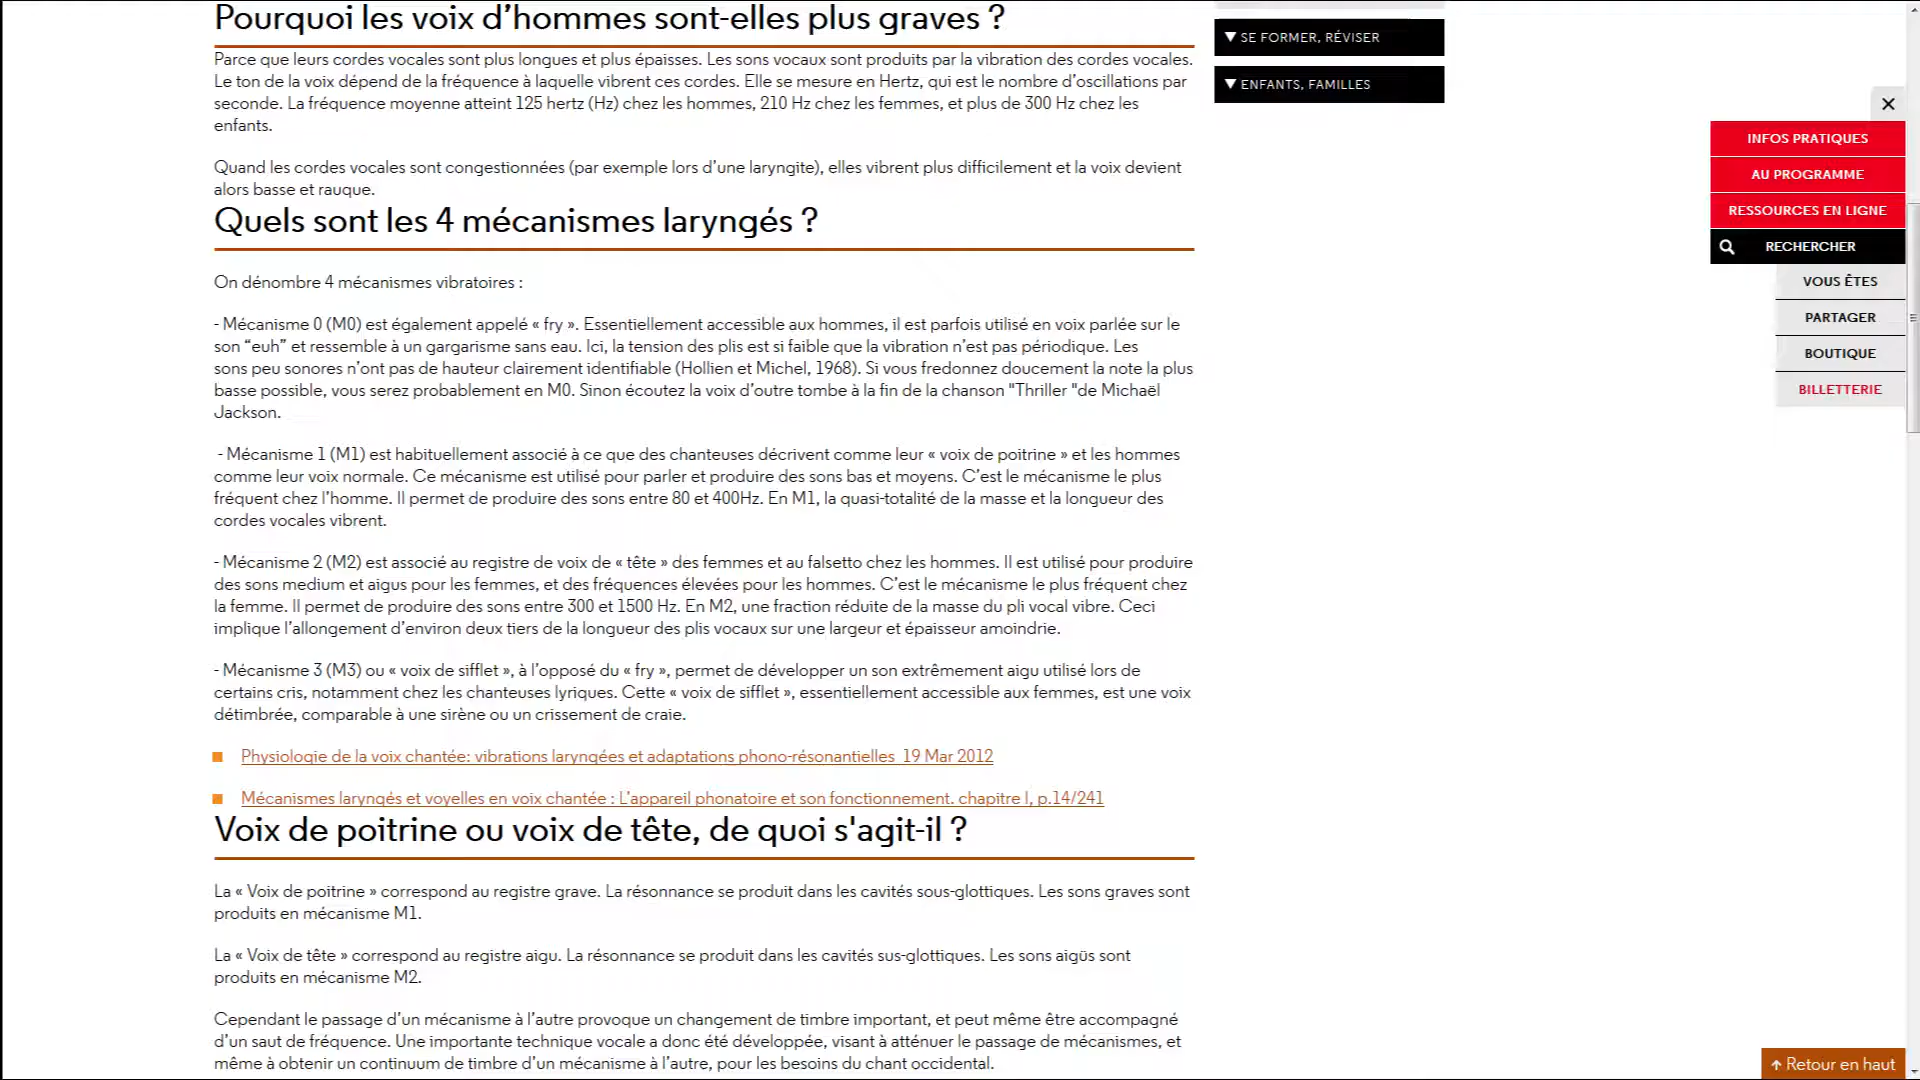 Pourquoi les voix d’hommes sont-elles plus graves ?
Parce que leurs cordes vocales sont plus longues et plus épaisses. Les sons vocaux sont produits par la vibration des cordes vocales.
Le ton de la voix dépend de la fréquence à laquelle vibrent ces cordes. Elle se mesure en Hertz, qui est le nombre d’oscillations par
seconde. La fréquence moyenne atteint 125 hertz (Hz) chez les hommes, 210 Hz chez les femmes, et plus de 300 Hz chez les
enfants.
Quand les cordes vocales sont congestionnées (par exemple lors d’une laryngite), elles vibrent plus difficilement et la voix devient
alors basse et rauque.
Quels sont les 4 mécanismes laryngés ?
On dénombre 4 mécanismes vibratoires :
- Mécanisme 0 (M0) est également appelé « fry ». Essentiellement accessible aux hommes, il est parfois utilisé en voix parlée sur le
son “euh” et ressemble à un gargarisme sans eau. Ici, la tension des plis est si faible que la vibration n’est pas périodique. Les
sons peu sonores n’ont pas de hauteur clairement identifiable (Hollien et Michel, 1968). Si vous fredonnez doucement la note la plus
basse possible, vous serez probablement en M0. Sinon écoutez la voix d’outre tombe à la fin de la chanson "Thriller "de Michaël
Jackson.
- Mécanisme 1 (M1) est habituellement associé à ce que des chanteuses décrivent comme leur « voix de poitrine » et les hommes
comme leur voix normale. Ce mécanisme est utilisé pour parler et produire des sons bas et moyens. C’est le mécanisme le plus
fréquent chez l’homme. Il permet de produire des sons entre 80 et 400Hz. En M1, la quasi-totalité de la masse et la longueur des
cordes vocales vibrent.
- Mécanisme 2 (M2) est associé au registre de voix de « tête » des femmes et au falsetto chez les hommes. Il est utilisé pour produire
des sons medium et aigus pour les femmes, et des fréquences élevées pour les hommes. C’est le mécanisme le plus fréquent chez
la femme. Il permet de produire des sons entre 300 et 1500 Hz. En M2, une fraction réduite de la masse du pli vocal vibre. Ceci
implique l’allongement d’environ deux tiers de la longueur des plis vocaux sur une largeur et épaisseur amoindrie.
- Mécanisme 3 (M3) ou « voix de sifflet », à l’opposé du « fry », permet de développer un son extrêmement aigu utilisé lors de
certains cris, notamment chez les chanteuses lyriques. Cette « voix de sifflet », essentiellement accessible aux femmes, est une voix
détimbrée, comparable à une sirène ou un crissement de craie.
Physiologie de la voix chantée: vibrations laryngées et adaptations phono-résonantielles 19 Mar 2012
Mécanismes laryngés et voyelles en voix chantée : L’appareil phonatoire et son fonctionnement. chapitre I, p.14/241
Voix de poitrine ou voix de tête, de quoi s'agit-il ?
La « Voix de poitrine » correspond au registre grave. La résonnance se produit dans les cavités sous-glottiques. Les sons graves sont
produits en mécanisme M1.
La « Voix de tête » correspond au registre aigu. La résonnance se produit dans les cavités sus-glottiques. Les sons aigüs sont
produits en mécanisme M2.
Cependant le passage d’un mécanisme à l’autre provoque un changement de timbre important, et peut même être accompagné
d’un saut de fréquence. Une importante technique vocale a donc été développée, visant à atténuer le passage de mécanismes, et
même à obtenir un continuum de timbre d’un mécanisme à l’autre, pour les besoins du chant occidental.
SE FORMER, RÉVISER
ENFANTS, FAMILLES
INFOS PRATIQUES
AU PROGRAMME
RESSOURCES EN LIGNE
RECHERCHER
VOUS ÊTES
PARTAGER
BOUTIQUE
BILLETTERIE
Retour en haut